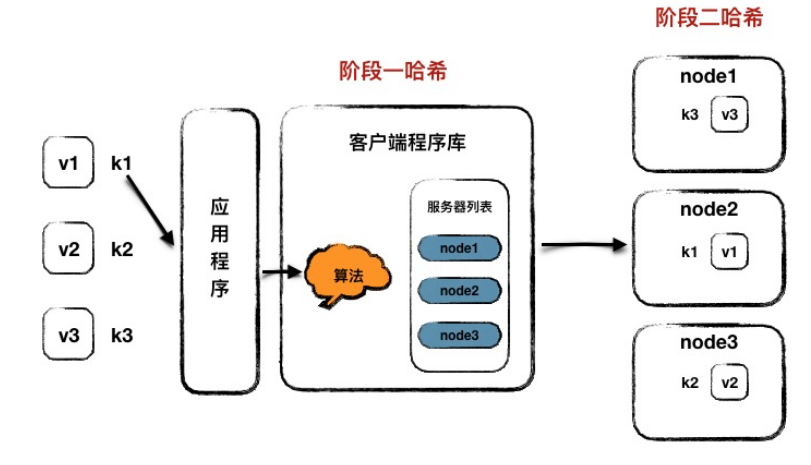 阶段二哈希
阶段一哈希
v1 k1
v2 k2
v3 k3
应用程序
客户端程序库
算法
服务器列表
node1
node2
node3
node1
k3 v3
node2
k1 v1
node3
k2 v2